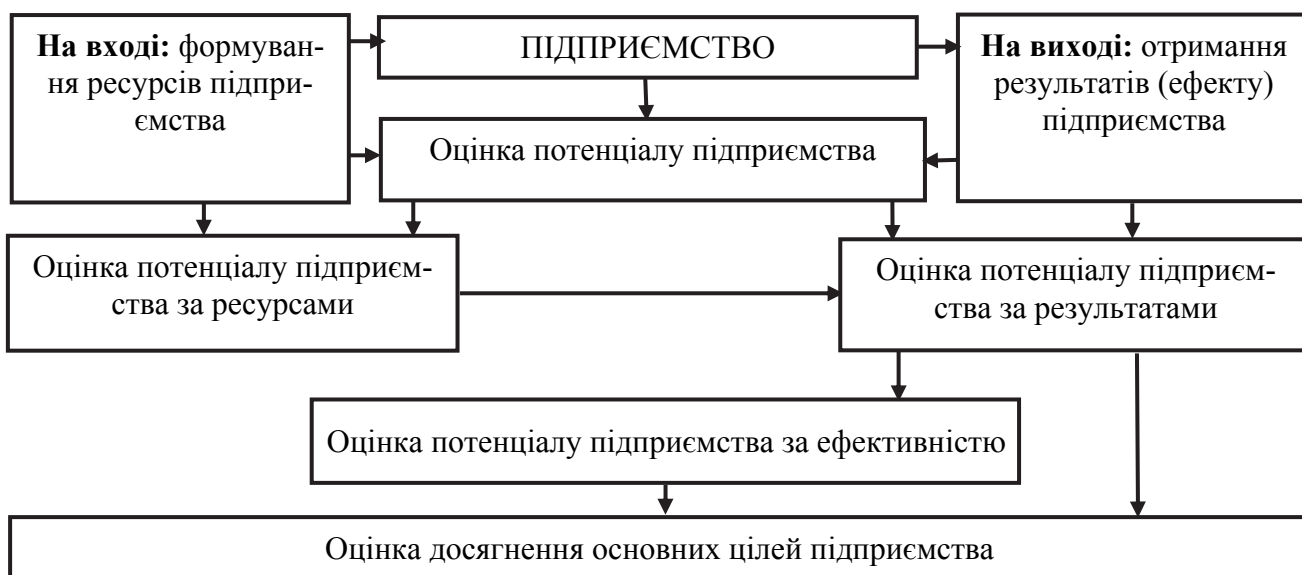 На вході: формуван-
ня ресурсів підпри-
ємства
ПІДПРИЄМСТВО
На виході: отримання
результатів (ефекту)
підприємства
Оцінка потенціалу підприємства
Оцінка потенціалу підприєм-
ства за ресурсами
Оцінка потенціалу підприєм-
ства за результатами
Оцінка потенціалу підприємства за ефективністю
Оцінка досягнення основних цілей підприємства